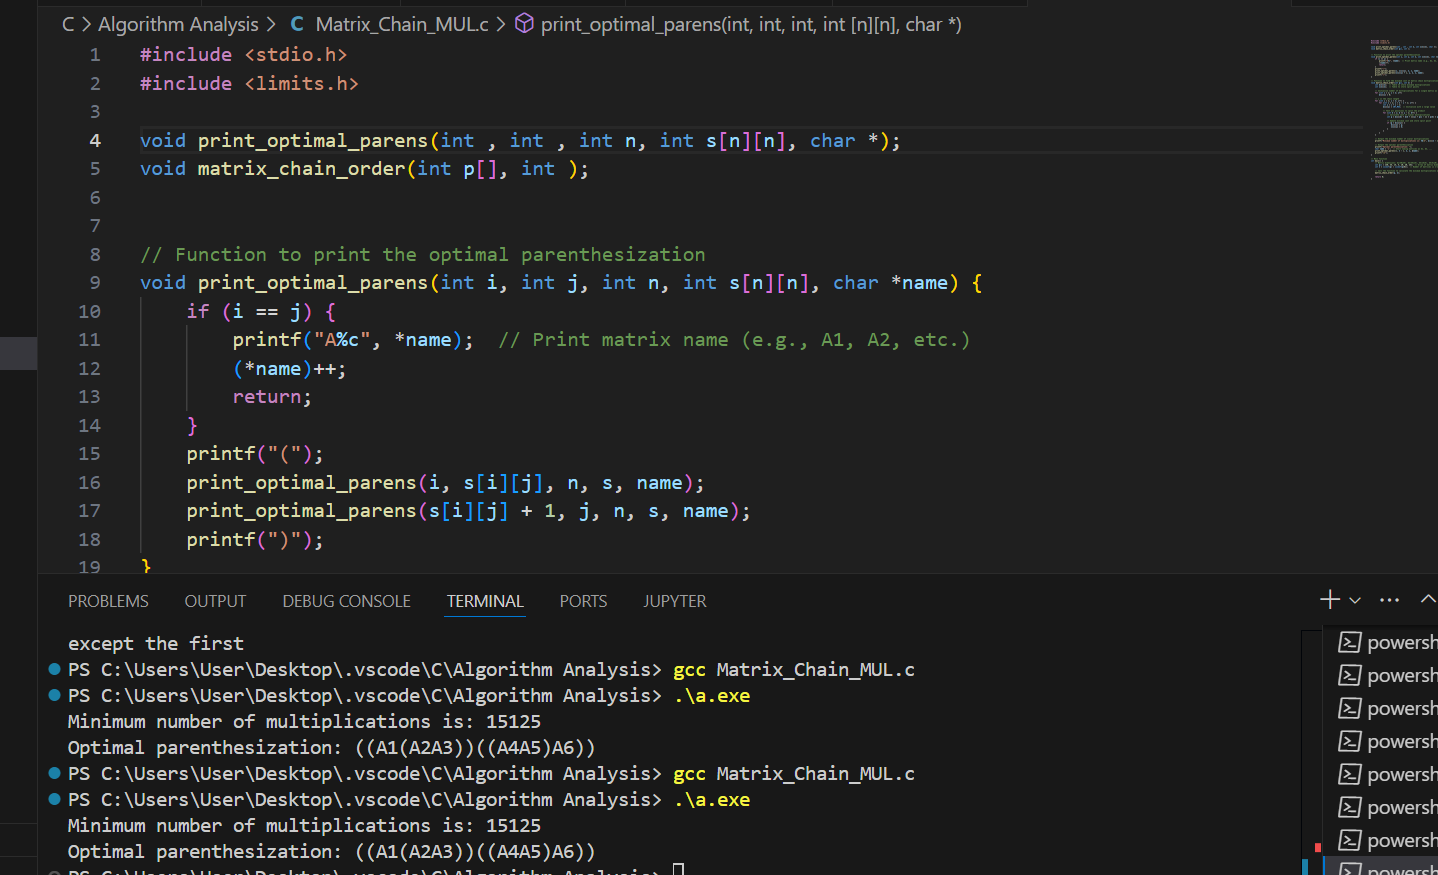 C > Algorithm Analysis > C Matrix_Chain_MUL.c > print_optimal_parens(int, int, int, int [n][n], char *)
1 #include <stdio.h>
2 #include <limits.h>
3
4 void print_optimal_parens(int , int , int n, int s[n][n], char *);
5 void matrix_chain_order(int p[], int );
6
7
8 // Function to print the optimal parenthesization
9 void print_optimal_parens(int i, int j, int n, int s[n][n], char *name) {
10 if (i == j) {
11 printf("A%c", *name);  // Print matrix name (e.g., A1, A2, etc.)
12 (*name)++;
13 return;
14 }
15 printf("(");
16 print_optimal_parens(i, s[i][j], n, s, name);
17 print_optimal_parens(s[i][j] + 1, j, n, s, name);
18 printf(")");
19 }
PROBLEMS OUTPUT DEBUG CONSOLE TERMINAL PORTS JUPYTER
except the first
PS C:\Users\User\Desktop\.vscode\C\Algorithm Analysis> gcc Matrix_Chain_MUL.c
PS C:\Users\User\Desktop\.vscode\C\Algorithm Analysis> .\a.exe
Minimum number of multiplications is: 15125
Optimal parenthesization: ((A1(A2A3))((A4A5)A6))
PS C:\Users\User\Desktop\.vscode\C\Algorithm Analysis> gcc Matrix_Chain_MUL.c
PS C:\Users\User\Desktop\.vscode\C\Algorithm Analysis> .\a.exe
Minimum number of multiplications is: 15125
Optimal parenthesization: ((A1(A2A3))((A4A5)A6))
PS C:\Users\User\Desktop\.vscode\C\Algorithm Analysis>
powersh
powersh
powersh
powersh
powersh
powersh
powersh
powersh